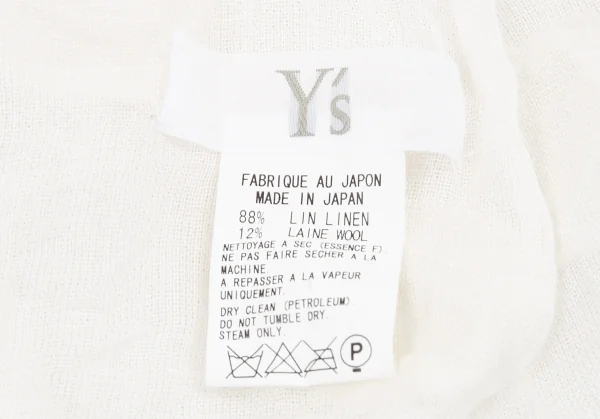 Y's
FABRIQUE AU JAPON
MADE IN JAPAN
88% LIN LINEN
12% LAINE WOOL
NETTOYAGE A SEC (ESSENCE F).
NE PAS FAIRE SECHER A LA
MACHINE.
A REPASSER A LA VAPEUR
UNIQUEMENT.
DRY CLEAN (PETROLEUM).
DO NOT TUMBLE DRY.
STEAM ONLY.
P